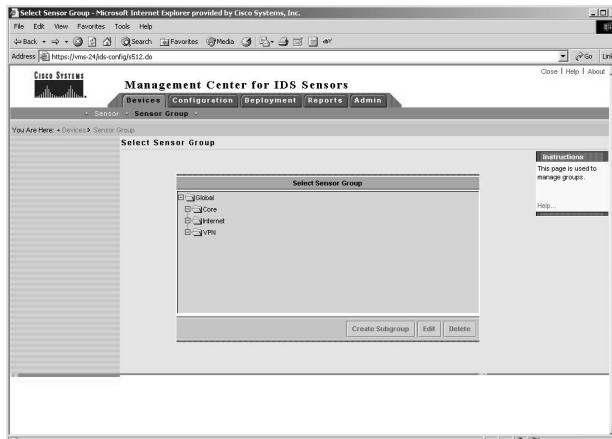 Select Sensor Group - Microsoft Internet Explorer provided by Cisco Systems, Inc.
File Edit View Favorites Tools Help
Back Search Favorites Media
Address https://vms-24/ids-config/s512.do Go Link
Close | Help | About
CISCO SYSTEMS
Management Center for IDS Sensors
Devices Configuration Deployment Reports Admin
Sensor Sensor Group
You Are Here: Devices > Sensor Group
Select Sensor Group
Instructions
This page is used to
manage groups.
Help...
Select Sensor Group
Global
Core
Internet
VPN
Create Subgroup Edit Delete